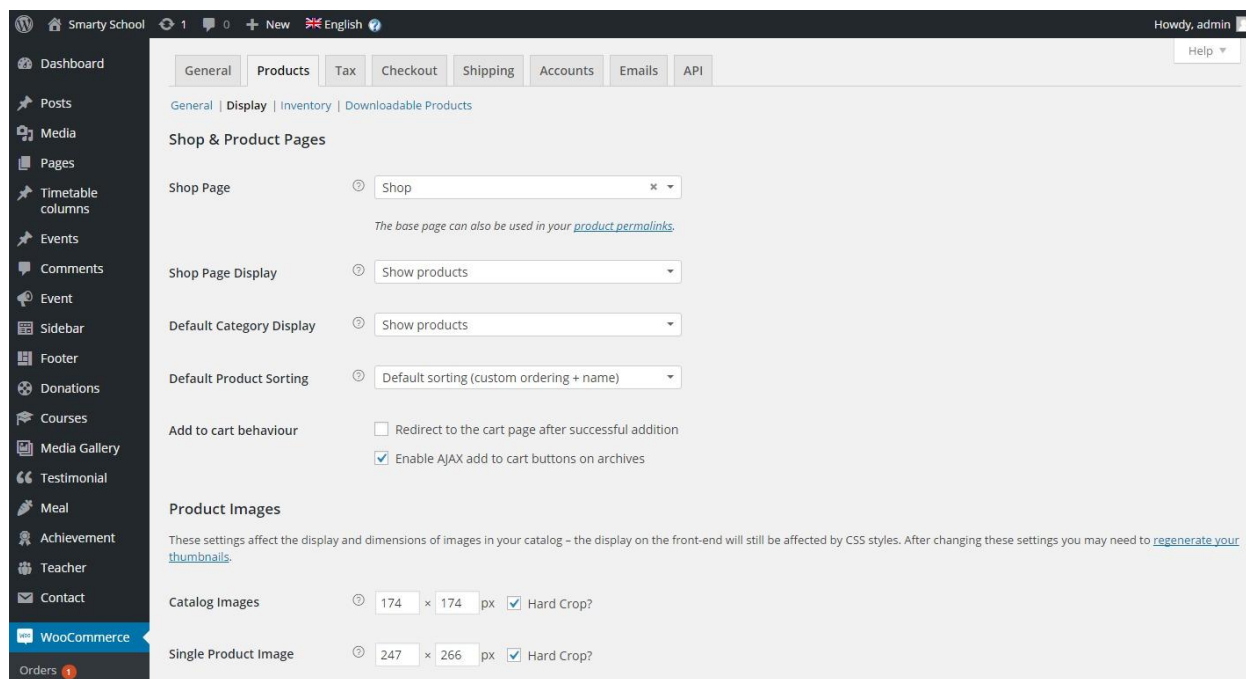 Smarty School 1 0 New English Howdy, admin
Help
Dashboard
Posts
Media
Pages
Timetable
columns
Events
Comments
Event
Sidebar
Footer
Donations
Courses
Media Gallery
Testimonial
Meal
Achievement
Teacher
Contact
WooCommerce
Orders 1
General Products Tax Checkout Shipping Accounts Emails API
General | Display | Inventory | Downloadable Products
Shop & Product Pages
Shop Page Shop
The base page can also be used in your product permalinks.
Shop Page Display Show products
Default Category Display Show products
Default Product Sorting Default sorting (custom ordering + name)
Add to cart behaviour Redirect to the cart page after successful addition
Enable AJAX add to cart buttons on archives
Product Images
These settings affect the display and dimensions of images in your catalog – the display on the front-end will still be affected by CSS styles. After changing these settings you may need to regenerate your
thumbnails.
Catalog Images 174 × 174 px Hard Crop?
Single Product Image 247 × 266 px Hard Crop?